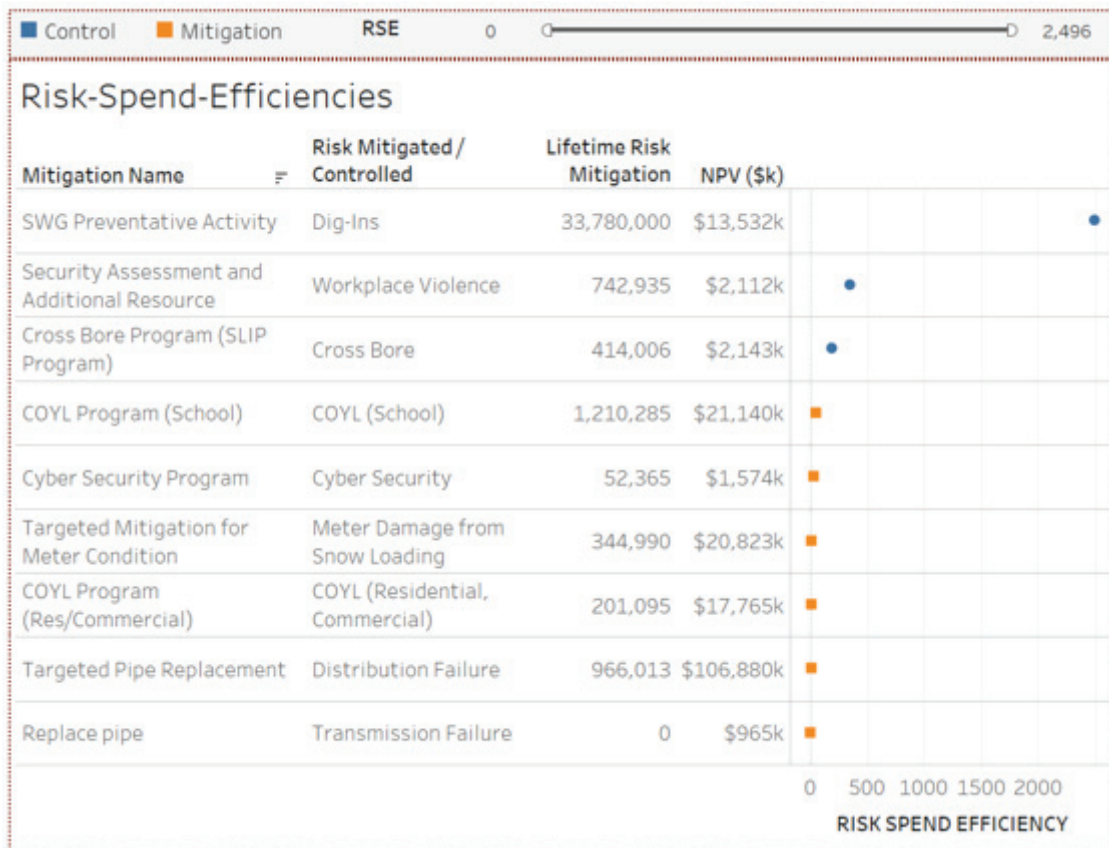 Control Mitigation RSE 0 2,496
Risk-Spend-Efficiencies
Mitigation Name Risk Mitigated / Controlled Lifetime Risk Mitigation NPV ($k)
SWG Preventative Activity Dig-Ins 33,780,000 $13,532k
Security Assessment and Additional Resource Workplace Violence 742,935 $2,112k
Cross Bore Program (SLIP Program) Cross Bore 414,006 $2,143k
COYL Program (School) COYL (School) 1,210,285 $21,140k
Cyber Security Program Cyber Security 52,365 $1,574k
Targeted Mitigation for Meter Condition Meter Damage from Snow Loading 344,990 $20,823k
COYL Program (Res/Commercial) COYL (Residential, Commercial) 201,095 $17,765k
Targeted Pipe Replacement Distribution Failure 966,013 $106,880k
Replace pipe Transmission Failure 0 $965k
0 500 1000 1500 2000
RISK SPEND EFFICIENCY